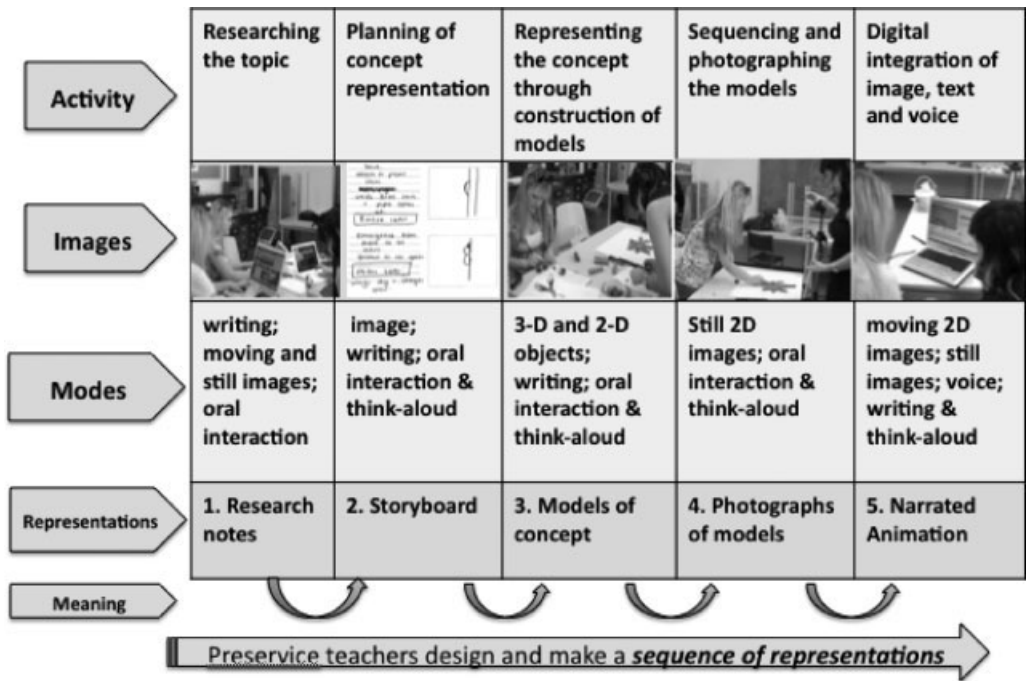 Activity
Researching
the topic
Planning of
concept
representation
Representing
the concept
through
construction of
models
Sequencing and
photographing
the models
Digital
integration of
image, text
and voice
Images
Modes
writing;
moving and
still images;
oral
interaction
image;
writing; oral
interaction &
think-aloud
3-D and 2-D
objects;
writing; oral
interaction &
think-aloud
Still 2D
images; oral
interaction &
think-aloud
moving 2D
images; still
images; voice;
writing &
think-aloud
Representations
1. Research
notes
2. Storyboard
3. Models of
concept
4. Photographs
of models
5. Narrated
Animation
Meaning
Preservice teachers design and make a sequence of representations